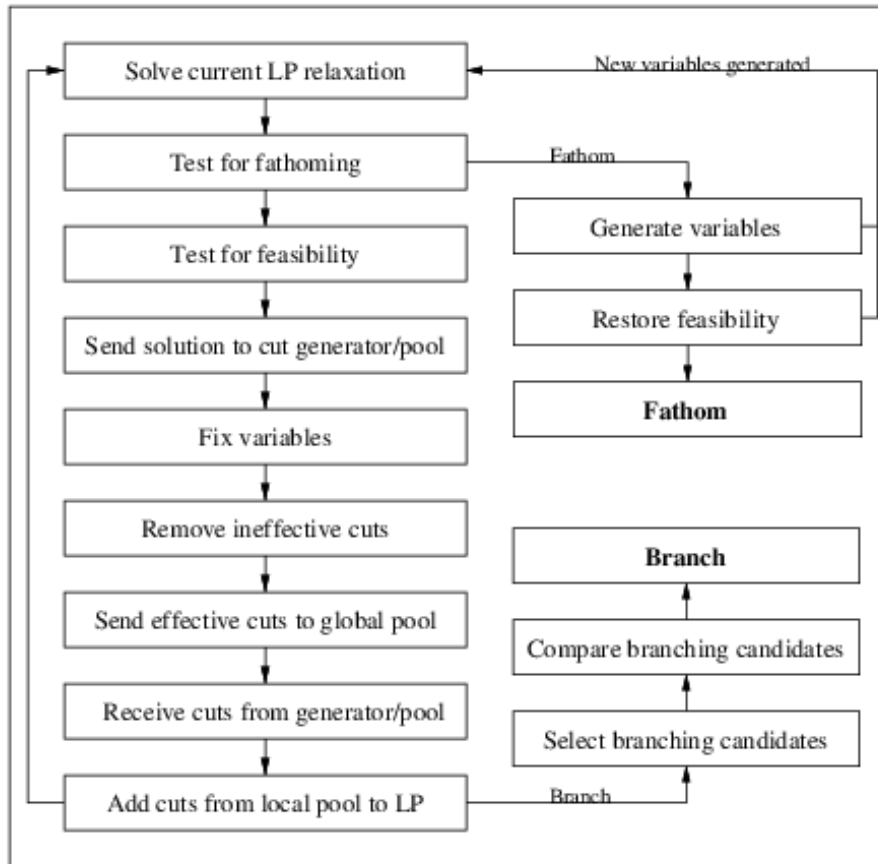 Solve current LP relaxation
New variables generated
Test for fathoming
Fathom
Generate variables
Test for feasibility
Restore feasibility
Send solution to cut generator/pool
Fathom
Fix variables
Remove ineffective cuts
Branch
Send effective cuts to global pool
Compare branching candidates
Receive cuts from generator/pool
Select branching candidates
Add cuts from local pool to LP
Branch